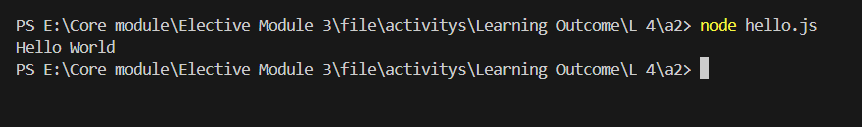 PS E:\Core module\Elective Module 3\file\activitys\Learning Outcome\L 4\a2> node hello.js
Hello World
PS E:\Core module\Elective Module 3\file\activitys\Learning Outcome\L 4\a2>